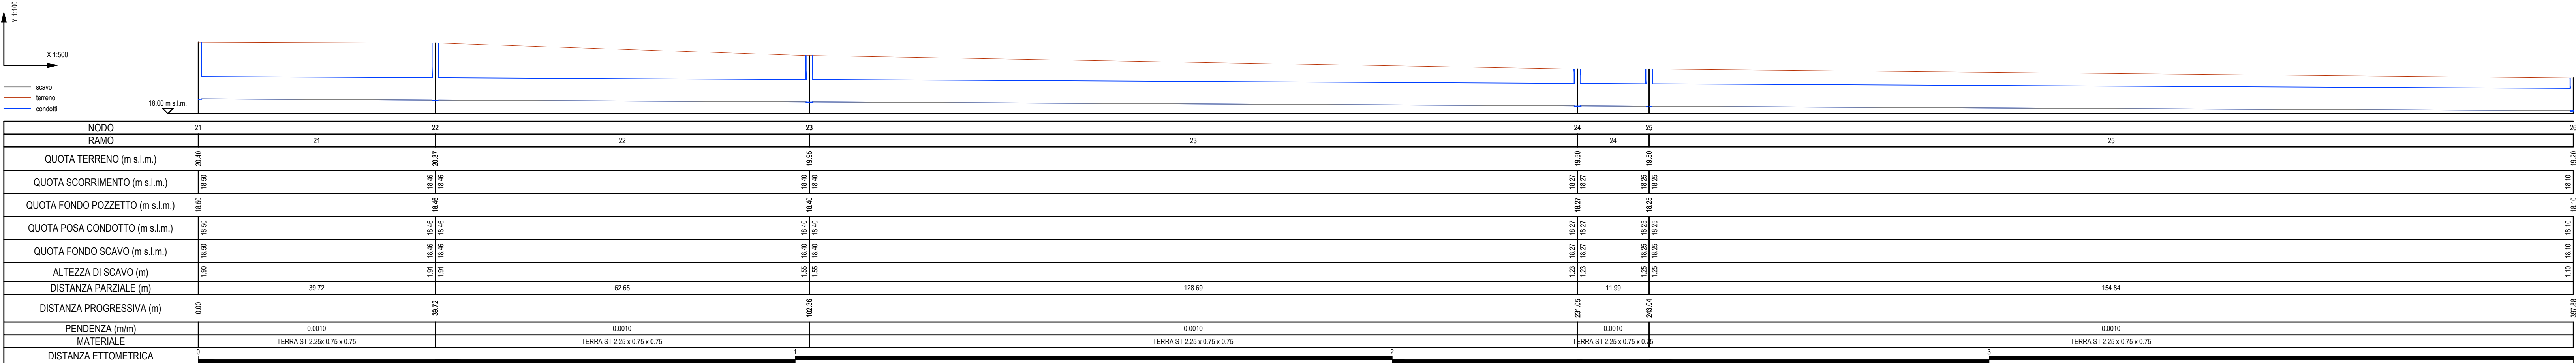 Y 1:100
X 1:500
scavo
terreno
condotti
18.00 m s.l.m.
NODO 21 22 23 24 25 26
RAMO 21 22 23 24 25
QUOTA TERRENO (m s.l.m.) 20.40 20.37 19.95 19.50 19.50 19.20
QUOTA SCORRIMENTO (m s.l.m.) 18.50 18.46 18.46 18.40 18.40 18.27 18.27 18.25 18.25 18.10
QUOTA FONDO POZZETTO (m s.l.m.) 18.50 18.46 18.40 18.27 18.25 18.10
QUOTA POSA CONDOTTO (m s.l.m.) 18.50 18.46 18.46 18.40 18.40 18.27 18.27 18.25 18.25 18.10
QUOTA FONDO SCAVO (m s.l.m.) 18.50 18.46 18.46 18.40 18.40 18.27 18.27 18.25 18.25 18.10
ALTEZZA DI SCAVO (m) 1.90 1.91 1.91 1.55 1.55 1.23 1.23 1.25 1.25 1.10
DISTANZA PARZIALE (m) 39.72 62.65 128.69 11.99 154.84
DISTANZA PROGRESSIVA (m) 0.00 39.72 102.36 231.05 243.04 397.88
PENDENZA (m/m) 0.0010 0.0010 0.0010 0.0010 0.0010
MATERIALE TERRA ST 2.25x 0.75 x 0.75 TERRA ST 2.25 x 0.75 x 0.75 TERRA ST 2.25 x 0.75 x 0.75 TERRA ST 2.25 x 0.75 x 0.75 TERRA ST 2.25 x 0.75 x 0.75
DISTANZA ETTOMETRICA 0 1 2 3